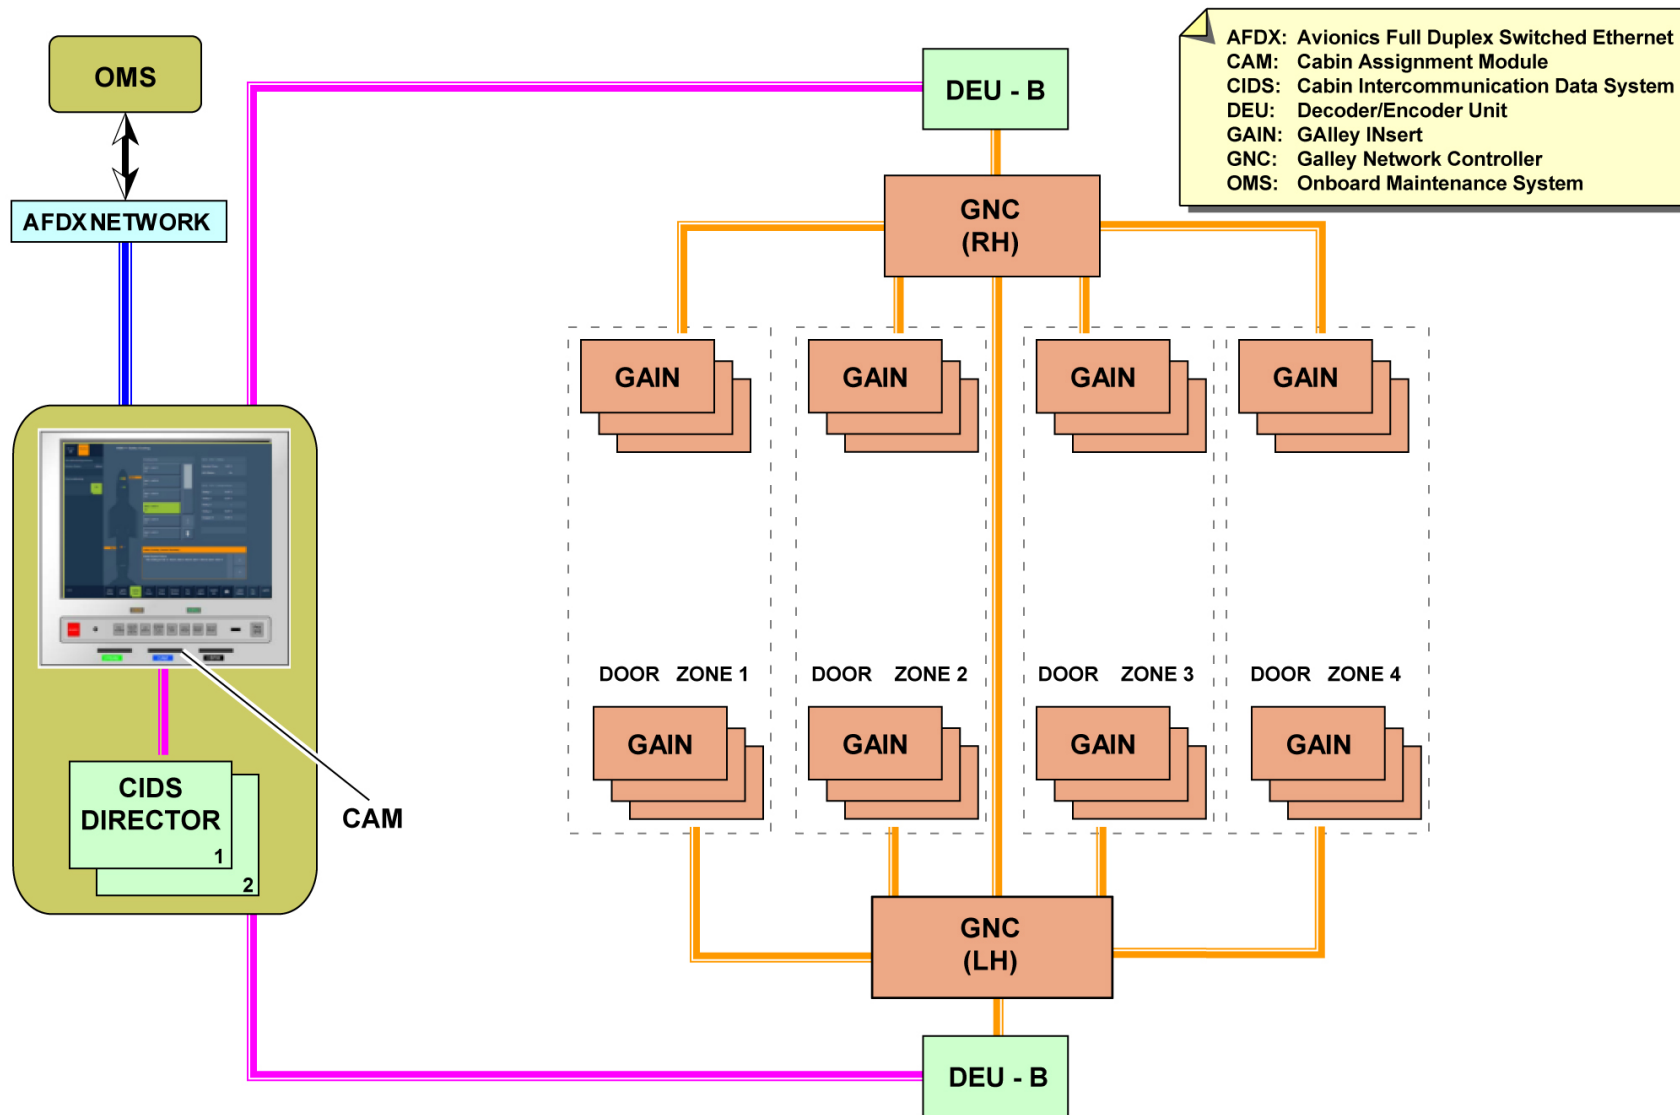 OMS
AFDX NETWORK
DEU - B
GNC
(RH)
AFDX: Avionics Full Duplex Switched Ethernet
CAM: Cabin Assignment Module
CIDS: Cabin Intercommunication Data System
DEU: Decoder/Encoder Unit
GAIN: GAlley INsert
GNC: Galley Network Controller
OMS: Onboard Maintenance System
GAIN
GAIN
GAIN
GAIN
DOOR ZONE 1
DOOR ZONE 2
DOOR ZONE 3
DOOR ZONE 4
GAIN
GAIN
GAIN
GAIN
CIDS
DIRECTOR
1
2
CAM
GNC
(LH)
DEU - B